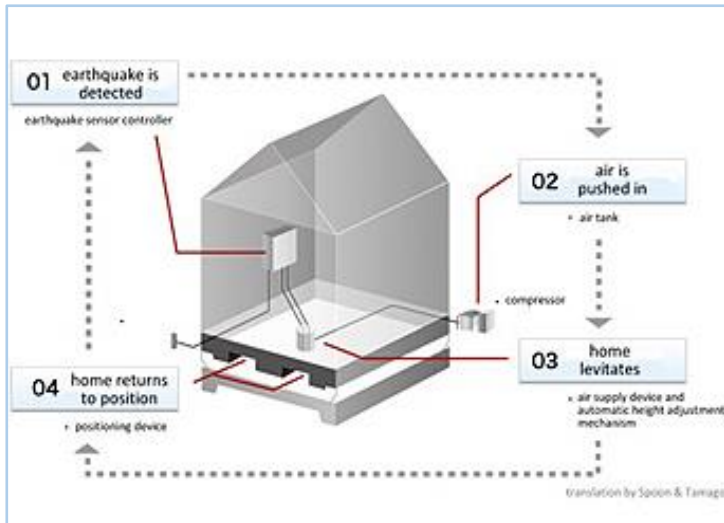 01 earthquake is
detected
earthquake sensor controller
02 air is
pushed in
• air tank
• compressor
03 home
levitates
• air supply device and
automatic height adjustment
mechanism
04 home returns
to position
• positioning device
translation by Spoon & Tamago